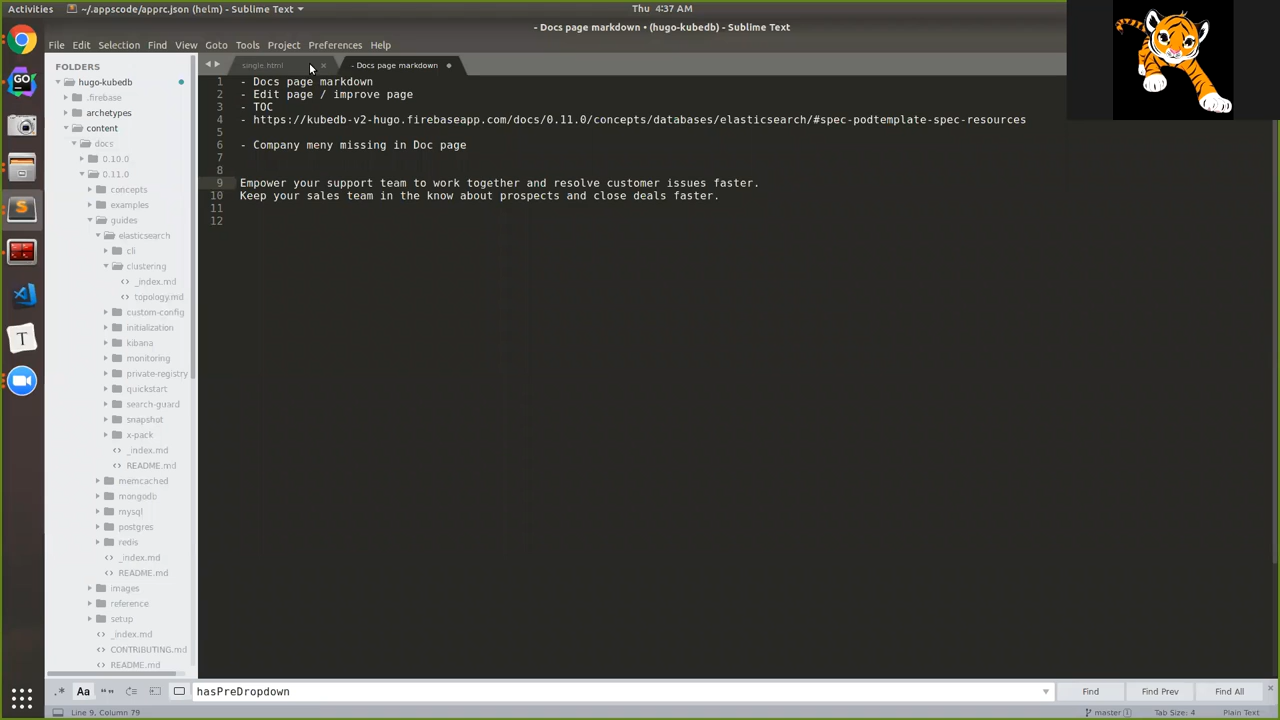 Activities
~/.appscode/apprc.json (helm) - Sublime Text
Thu 4:37 AM
- Docs page markdown • (hugo-kubedb) - Sublime Text
File Edit Selection Find View Goto Tools Project Preferences Help
single.html
- Docs page markdown
FOLDERS
hugo-kubedb
.firebase
archetypes
content
docs
0.10.0
0.11.0
concepts
examples
guides
elasticsearch
cli
clustering
_index.md
topology.md
custom-config
initialization
kibana
monitoring
private-registry
quickstart
search-guard
snapshot
x-pack
_index.md
README.md
memcached
mongodb
mysql
postgres
redis
_index.md
README.md
images
reference
setup
_index.md
CONTRIBUTING.md
README.md
1 - Docs page markdown
2 - Edit page / improve page
3 - TOC
4 - https://kubedb-v2-hugo.firebaseapp.com/docs/0.11.0/concepts/databases/elasticsearch/#spec-podtemplate-spec-resources
5
6 - Company meny missing in Doc page
7
8
9 Empower your support team to work together and resolve customer issues faster.
10 Keep your sales team in the know about prospects and close deals faster.
11
12
.* Aa “” hasPreDropdown Find Find Prev Find All
Line 9, Column 79
master 1 Tab Size: 4 Plain Text
T
GO